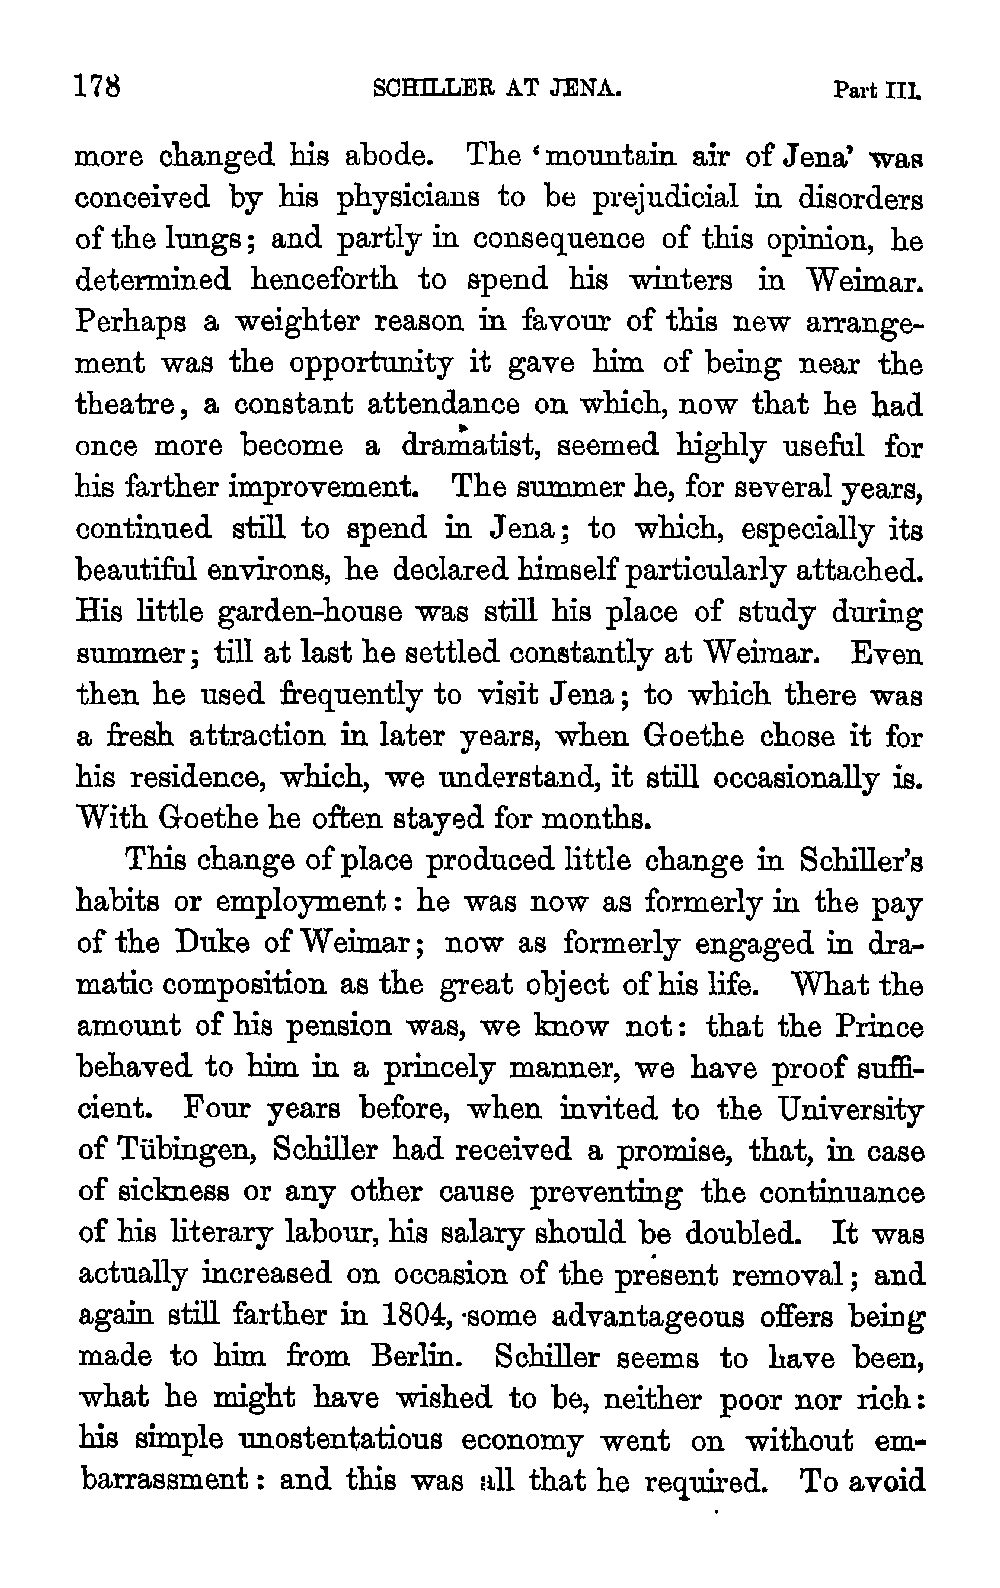 178 SCHILLER AT JENA. Part III.
more changed his abode. The ‘mountain air of Jena’ was
conceived by his physicians to be prejudicial in disorders
of the lungs; and partly in consequence of this opinion, he
determined henceforth to spend his winters in Weimar.
Perhaps a weighter reason in favour of this new arrange-
ment was the opportunity it gave him of being near the
theatre, a constant attendance on which, now that he had
once more become a dramatist, seemed highly useful for
his farther improvement. The summer he, for several years,
continued still to spend in Jena; to which, especially its
beautiful environs, he declared himself particularly attached.
His little garden-house was still his place of study during
summer; till at last he settled constantly at Weimar. Even
then he used frequently to visit Jena; to which there was
a fresh attraction in later years, when Goethe chose it for
his residence, which, we understand, it still occasionally is.
With Goethe he often stayed for months.
This change of place produced little change in Schiller’s
habits or employment: he was now as formerly in the pay
of the Duke of Weimar; now as formerly engaged in dra-
matic composition as the great object of his life. What the
amount of his pension was, we know not: that the Prince
behaved to him in a princely manner, we have proof suffi-
cient. Four years before, when invited to the University
of Tübingen, Schiller had received a promise, that, in case
of sickness or any other cause preventing the continuance
of his literary labour, his salary should be doubled. It was
actually increased on occasion of the present removal; and
again still farther in 1804, some advantageous offers being
made to him from Berlin. Schiller seems to have been,
what he might have wished to be, neither poor nor rich:
his simple unostentatious economy went on without em-
barrassment: and this was all that he required. To avoid